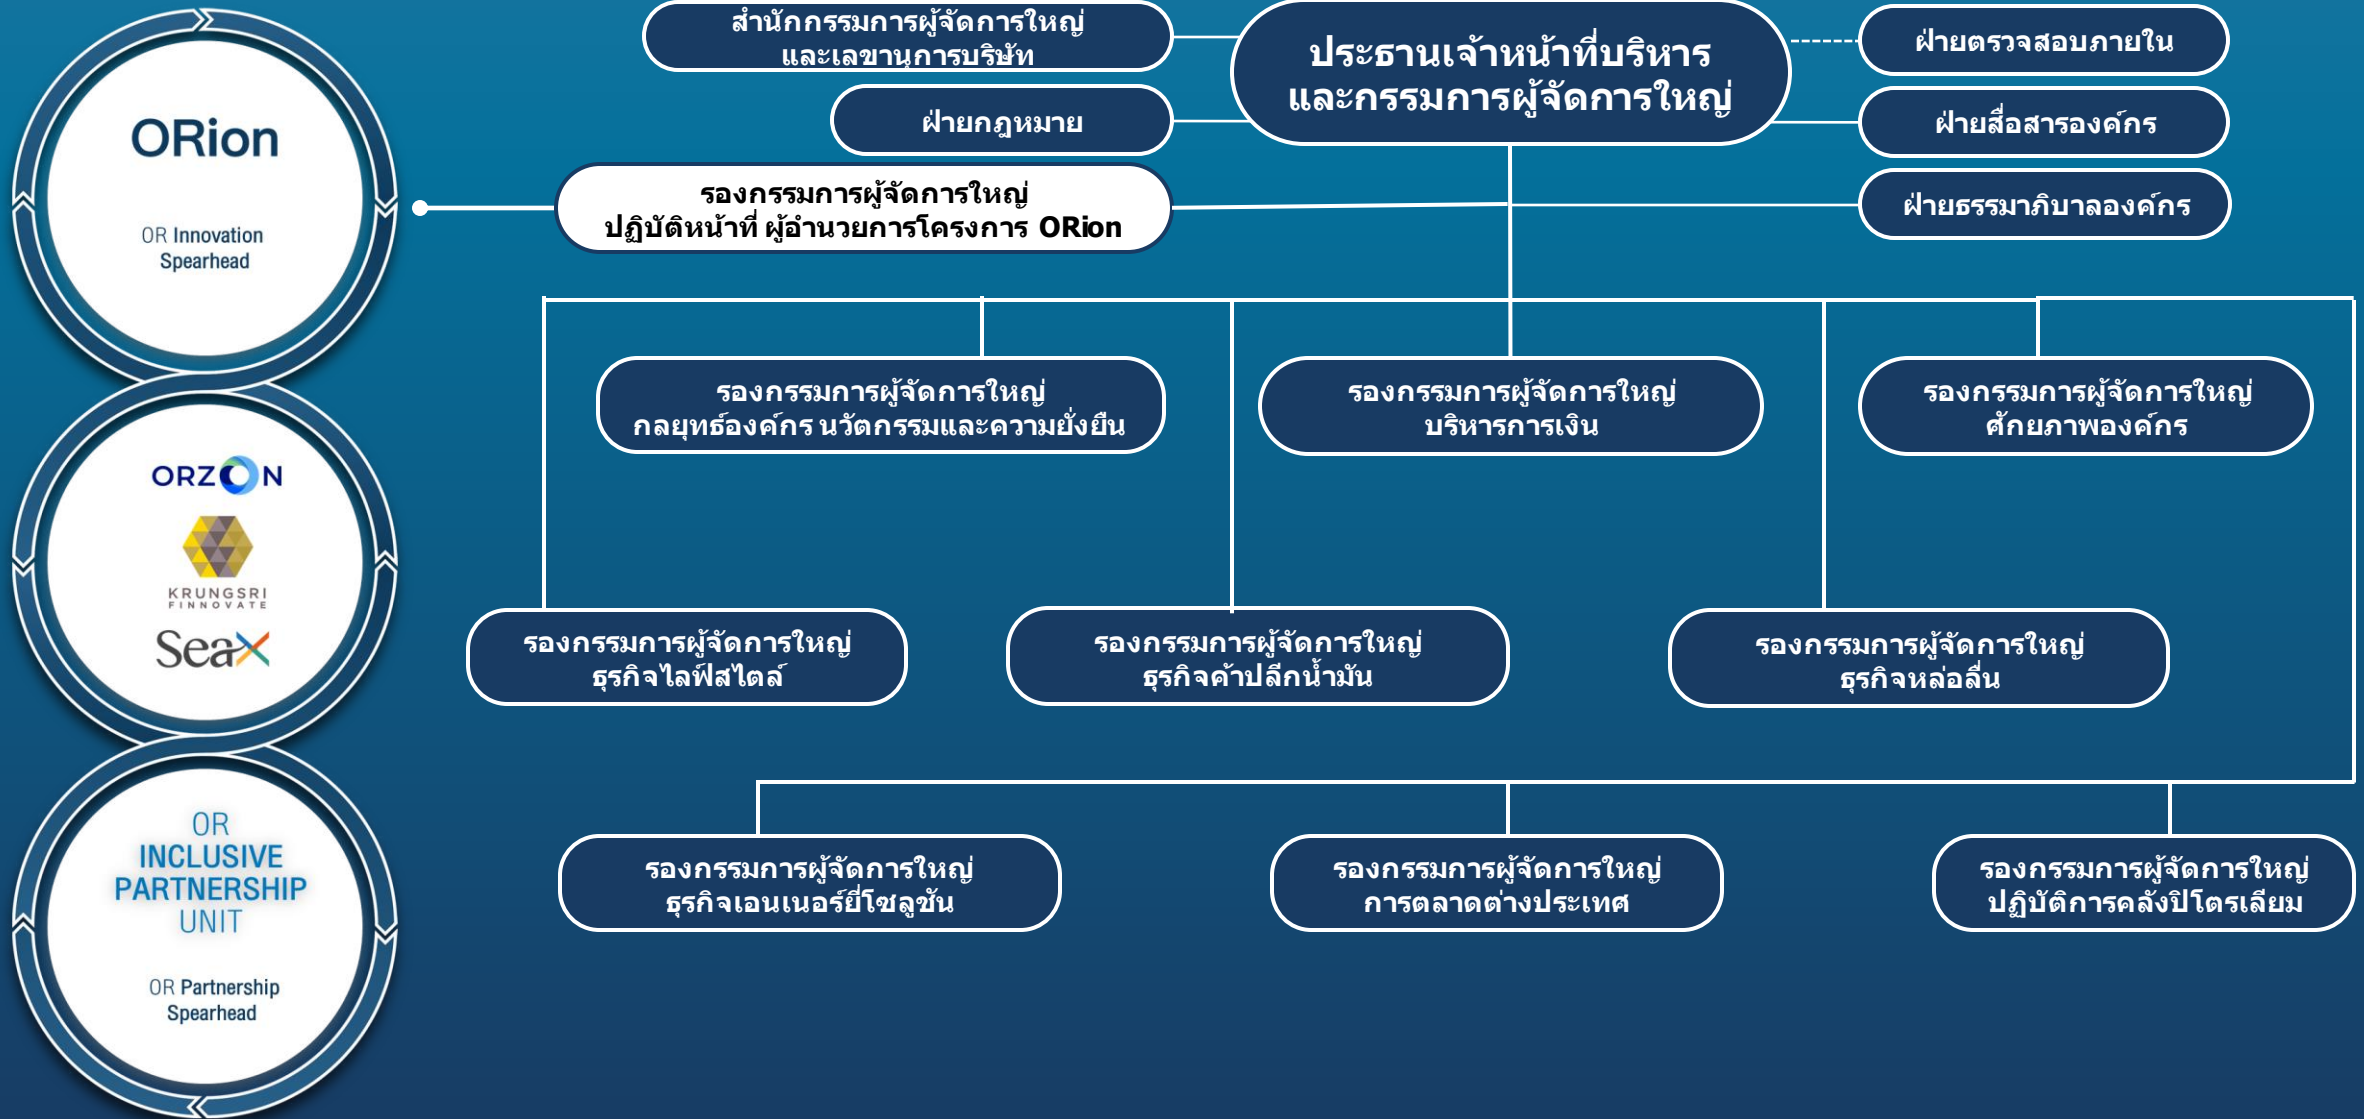 สำนักกรรมการผู้จัดการใหญ่
และเลขานุการบริษัท
ประธานเจ้าหน้าที่บริหาร
และกรรมการผู้จัดการใหญ่
ฝ่ายตรวจสอบภายใน
ฝ่ายกฎหมาย
ฝ่ายสื่อสารองค์กร
รองกรรมการผู้จัดการใหญ่
ปฏิบัติหน้าที่ ผู้อำนวยการโครงการ ORion
ฝ่ายธรรมาภิบาลองค์กร
ORion
OR Innovation
Spearhead
รองกรรมการผู้จัดการใหญ่
กลยุทธ์องค์กร นวัตกรรมและความยั่งยืน
รองกรรมการผู้จัดการใหญ่
บริหารการเงิน
รองกรรมการผู้จัดการใหญ่
ศักยภาพองค์กร
ORZON
KRUNGSRI
FINNOVATE
SeaX
รองกรรมการผู้จัดการใหญ่
ธุรกิจไลฟ์สไตล์
รองกรรมการผู้จัดการใหญ่
ธุรกิจค้าปลีกน้ำมัน
รองกรรมการผู้จัดการใหญ่
ธุรกิจหล่อลื่น
OR
INCLUSIVE
PARTNERSHIP
UNIT
OR Partnership
Spearhead
รองกรรมการผู้จัดการใหญ่
ธุรกิจเอนเนอร์ยี่โซลูชัน
รองกรรมการผู้จัดการใหญ่
การตลาดต่างประเทศ
รองกรรมการผู้จัดการใหญ่
ปฏิบัติการคลังปิโตรเลียม